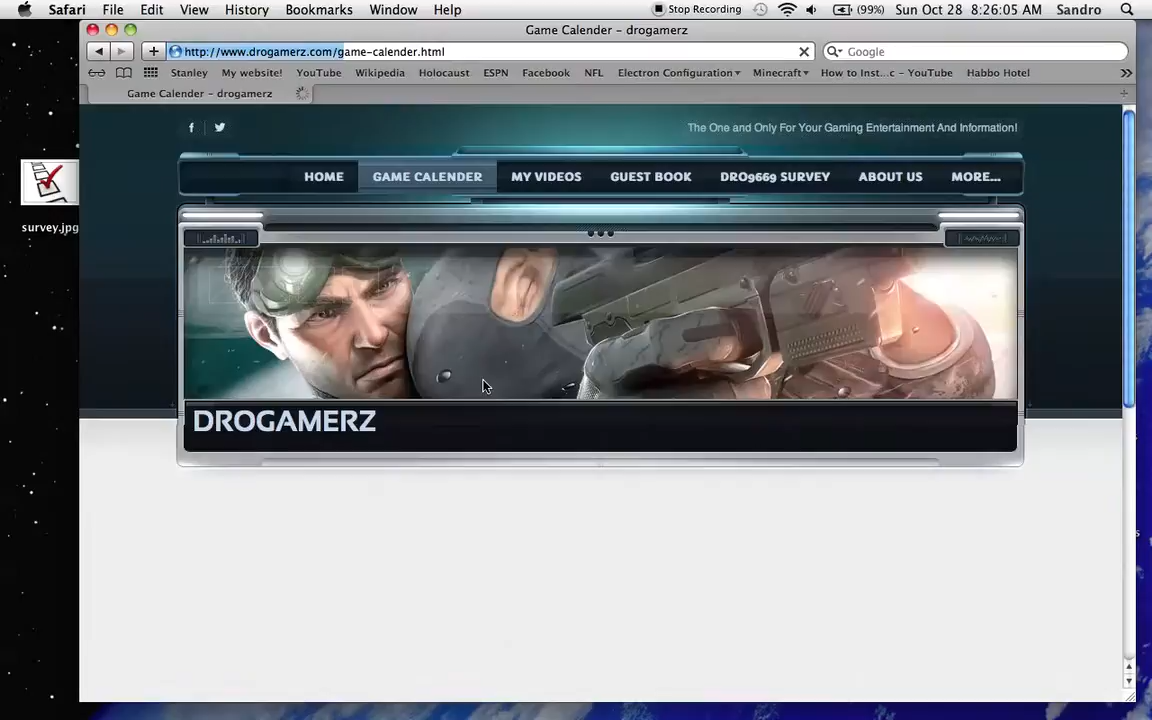 Safari File Edit View History Bookmarks Window Help Stop Recording (99%) Sun Oct 28 8:26:05 AM Sandro
Game Calender – drogamerz
http://www.drogamerz.com/game-calender.html Google
Stanley My website! YouTube Wikipedia Holocaust ESPN Facebook NFL Electron Configuration Minecraft How to Inst...c – YouTube Habbo Hotel
Game Calender – drogamerz
The One and Only For Your Gaming Entertainment And Information!
HOME GAME CALENDER MY VIDEOS GUEST BOOK DRO9669 SURVEY ABOUT US MORE...
survey.jpg
DROGAMERZ